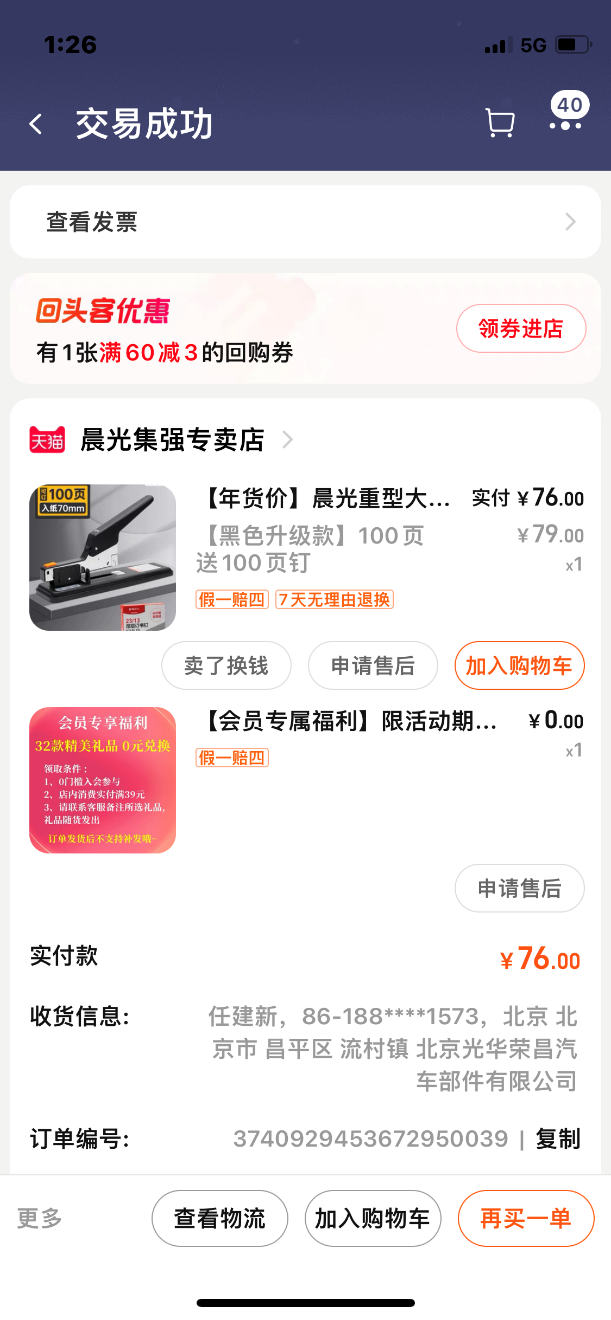 1:26
5G
交易成功
40
查看发票
回头客优惠
有1张满60减3的回购券
领券进店
天猫 晨光集强专卖店
100页
入纸70mm
23/13
【年货价】晨光重型大... 实付 ¥76.00
【黑色升级款】100页 ¥79.00
送100页钉 x1
假一赔四 7天无理由退换
卖了换钱 申请售后 加入购物车
会员专享福利
32款精美礼品 0元兑换
领取条件:
1、0门槛入会参与
2、店内消费实付满39元
3、请联系客服备注所选礼品,
礼品随货发出
订单发货后不支持补发哦~
【会员专属福利】限活动期... ¥0.00
x1
假一赔四
申请售后
实付款 ¥76.00
收货信息: 任建新，86-188****1573，北京 北
京市 昌平区 流村镇 北京光华荣昌汽
车部件有限公司
订单编号: 3740929453672950039 | 复制
更多 查看物流 加入购物车 再买一单